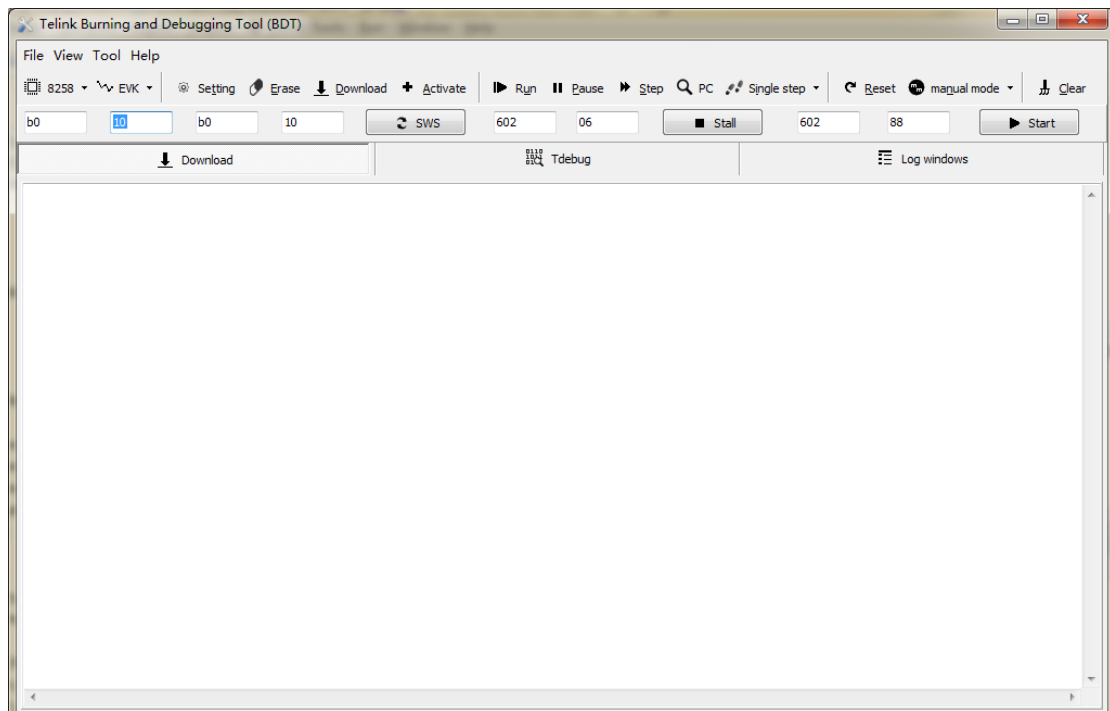 Telink Burning and Debugging Tool (BDT)
File View Tool Help
8258 EVK Setting Erase Download Activate Run Pause Step PC Single step Reset manual mode Clear
b0 10 b0 10 SWS 602 06 Stall 602 88 Start
Download Tdebug Log windows